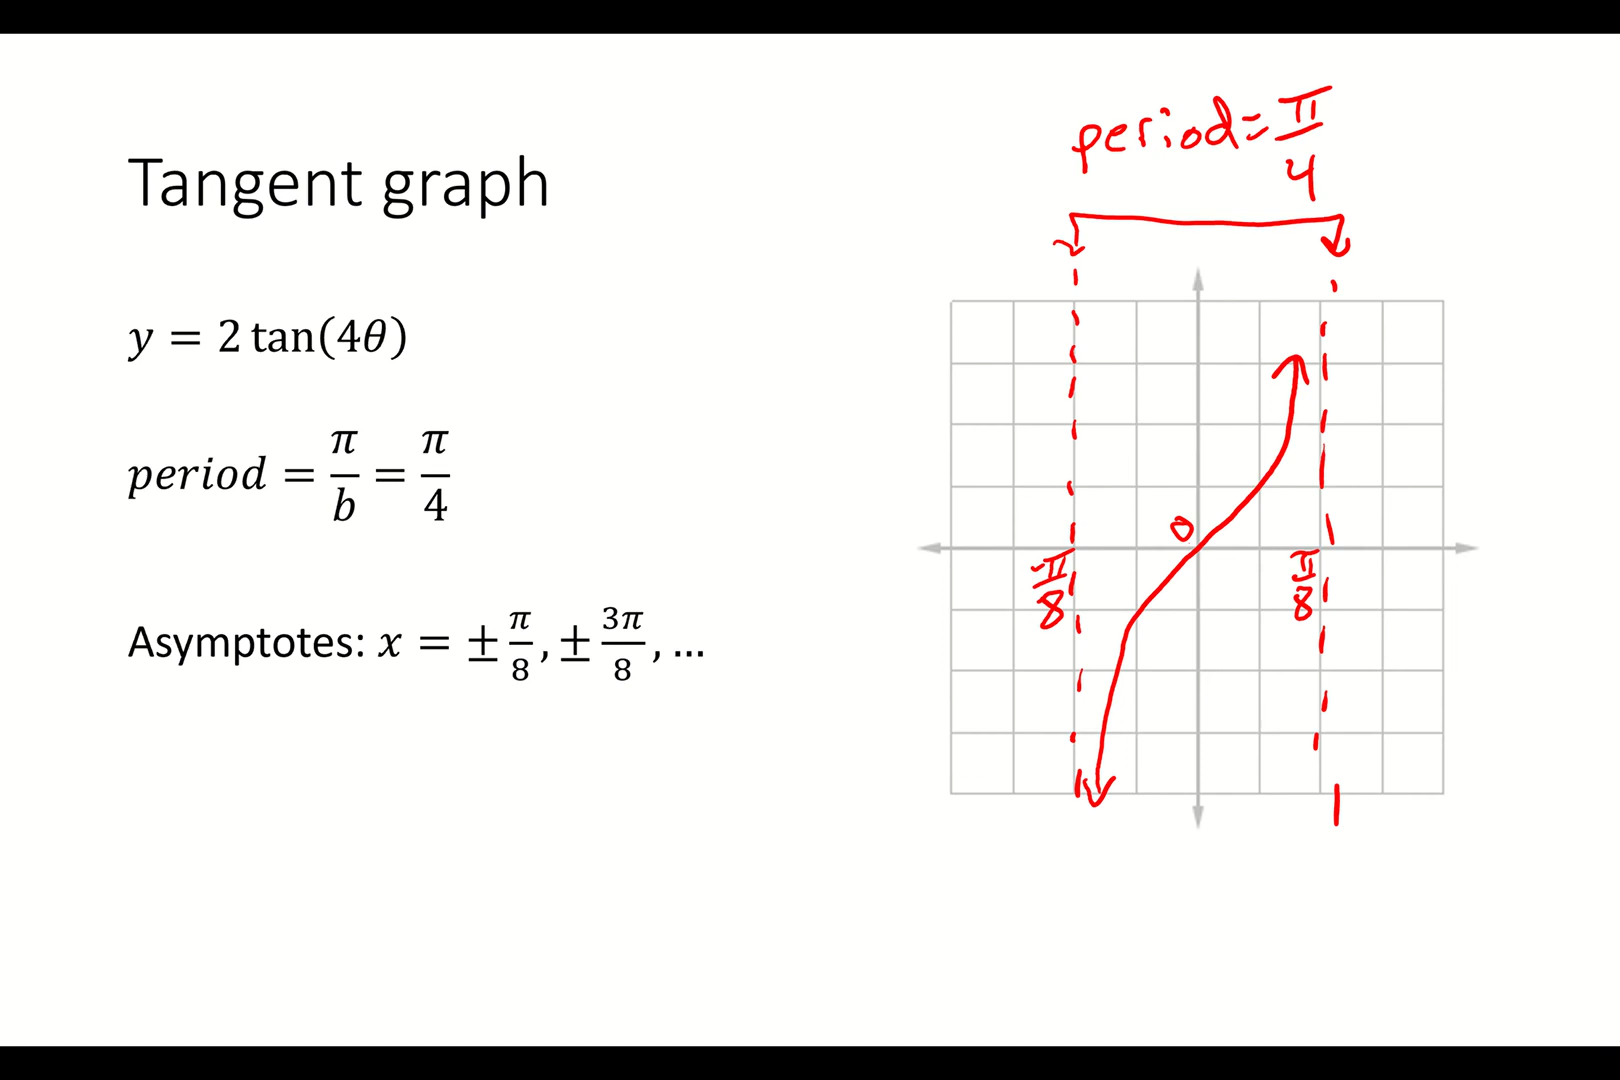 Tangent graph
y = 2 tan(4θ)
period = π/b = π/4
Asymptotes: x = ± π/8, ± 3π/8, ...
period = π/4
0
-π/8
π/8